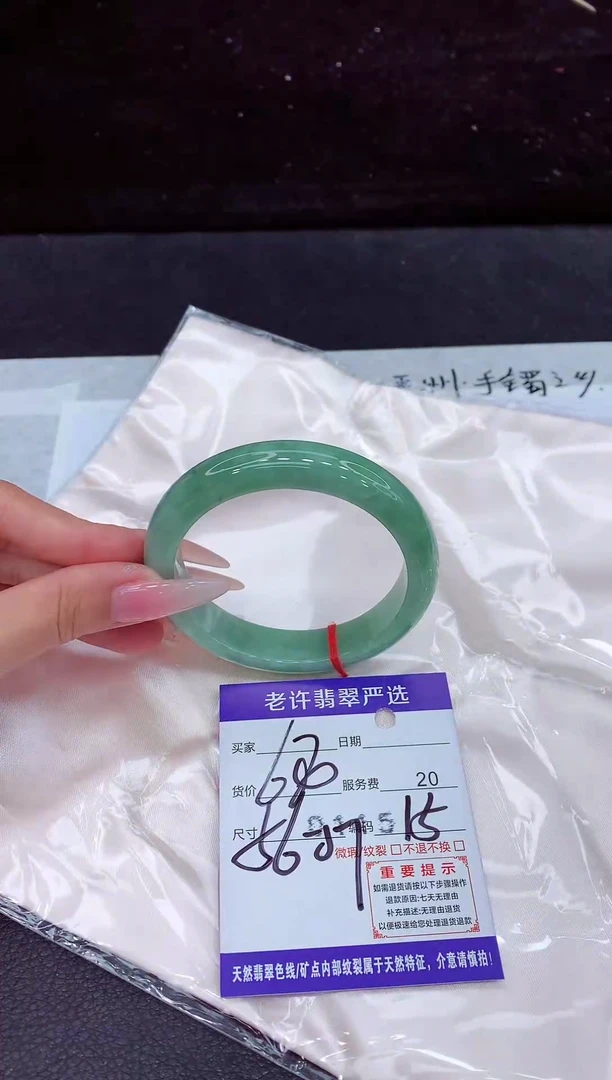 州·手镯
老许翡翠严选
买家 日期
货价 服务费 20
尺寸 56 57 编码 15
微瑕/纹裂 □ 不退不换 □
重要提示
如需退货请按以下步骤操作
退款原因:七天无理由
补充描述:无理由退货
以便极速给您处理退货退款
天然翡翠色线/矿点内部纹裂属于天然特征，介意请慎拍!